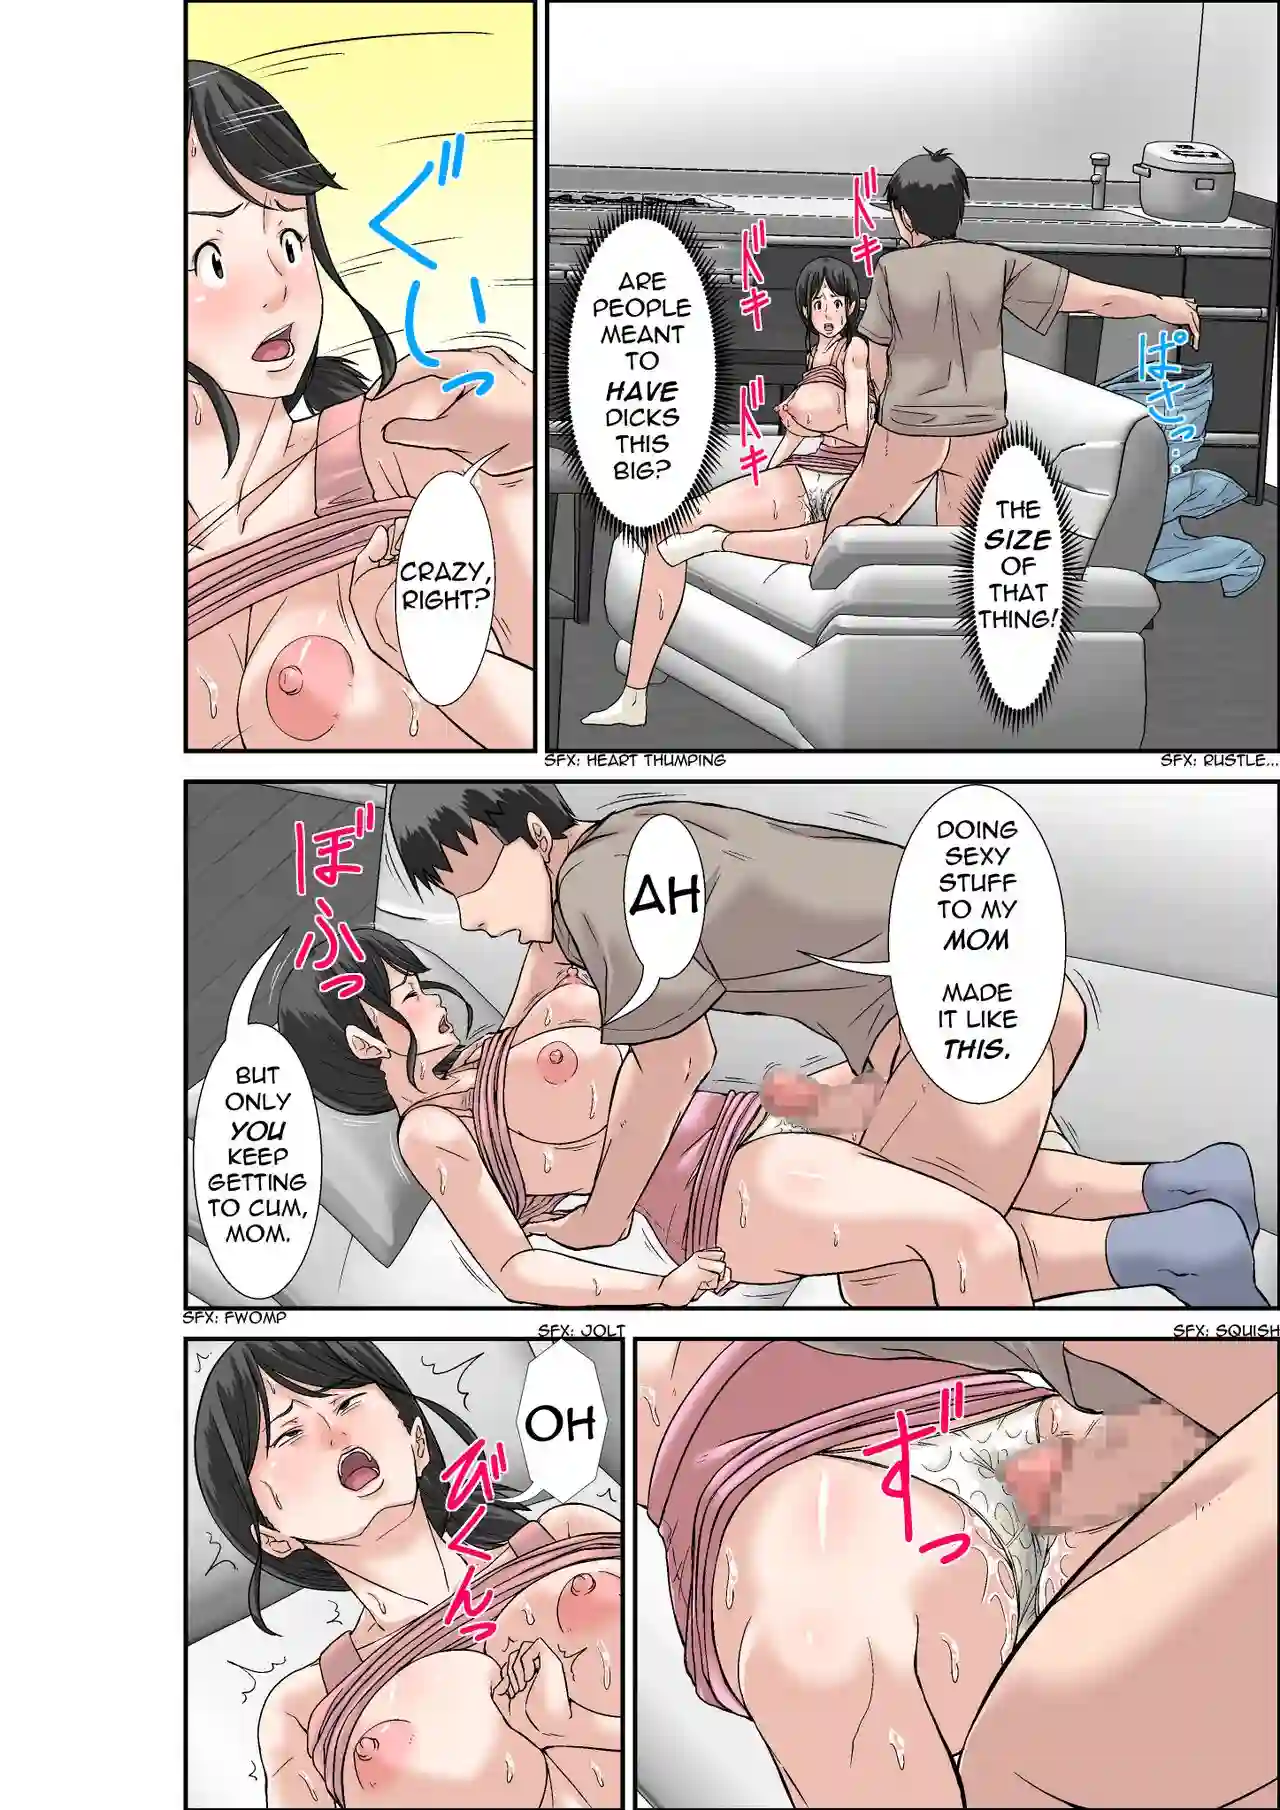 ドキ
ドキ
ドキ
THE
SIZE
OF
THAT
THING!
ぱさっ…
ARE
PEOPLE
MEANT
TO
HAVE
DICKS
THIS
BIG?
SFX: HEART THUMPING
SFX: RUSTLE...
ぐいっ
CRAZY,
RIGHT?
DOING
SEXY
STUFF
TO MY
MOM
MADE
IT LIKE
THIS.
AH
ぼふっ
BUT
ONLY
YOU
KEEP
GETTING
TO CUM,
MOM.
SFX: FWOMP
SFX: JOLT
SFX: SQUISH
ずっ
OH
びくんっ